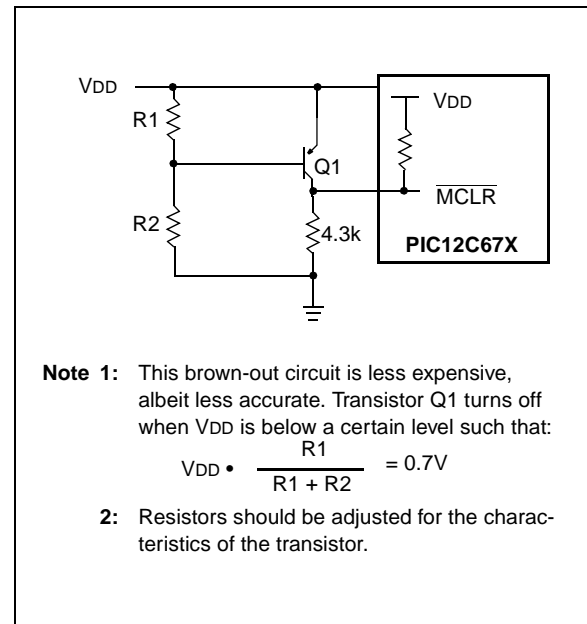 VDD
VDD
R1
Q1
MCLR
R2
4.3k
PIC12C67X
Note 1: This brown-out circuit is less expensive,
albeit less accurate. Transistor Q1 turns off
when VDD is below a certain level such that:
R1
VDD • = 0.7V
R1 + R2
2: Resistors should be adjusted for the charac-
teristics of the transistor.